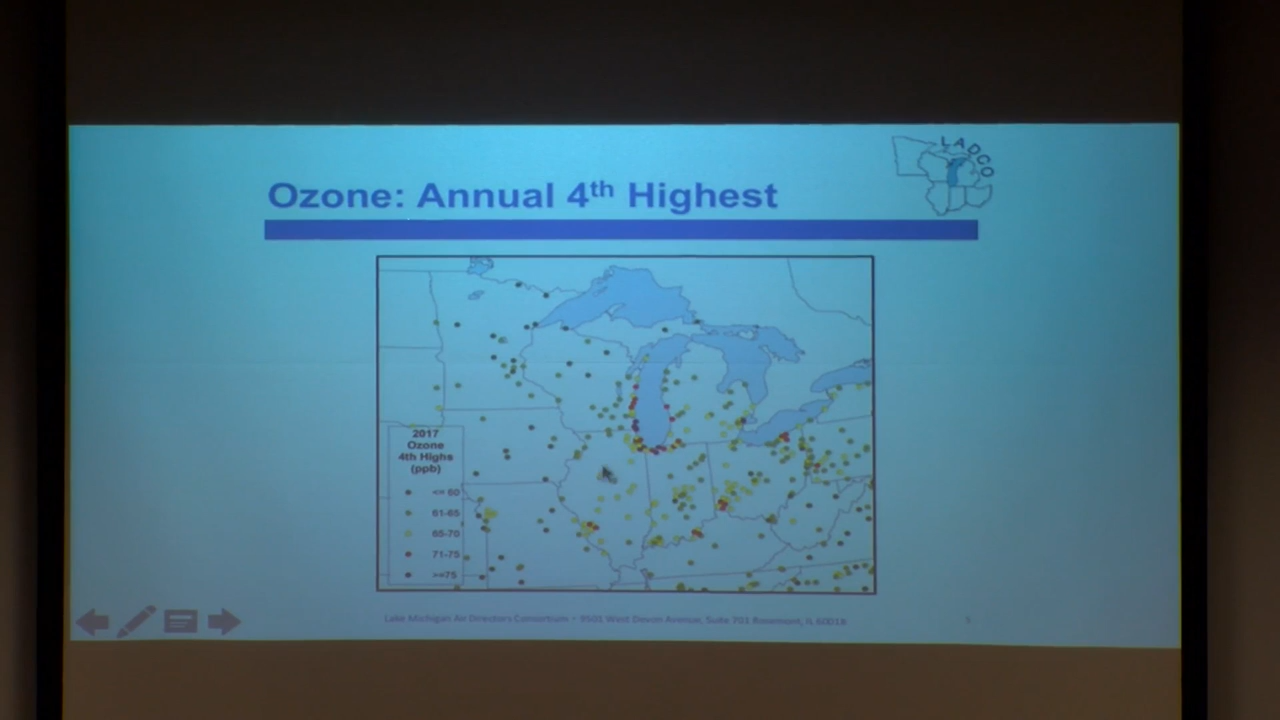 LADCO
Ozone: Annual 4th Highest
2017
Ozone
4th Highs
(ppb)
<= 60
61-65
65-70
71-75
>=75
Lake Michigan Air Directors Consortium - 9501 West Devon Avenue, Suite 701 Rosemont, IL 60018